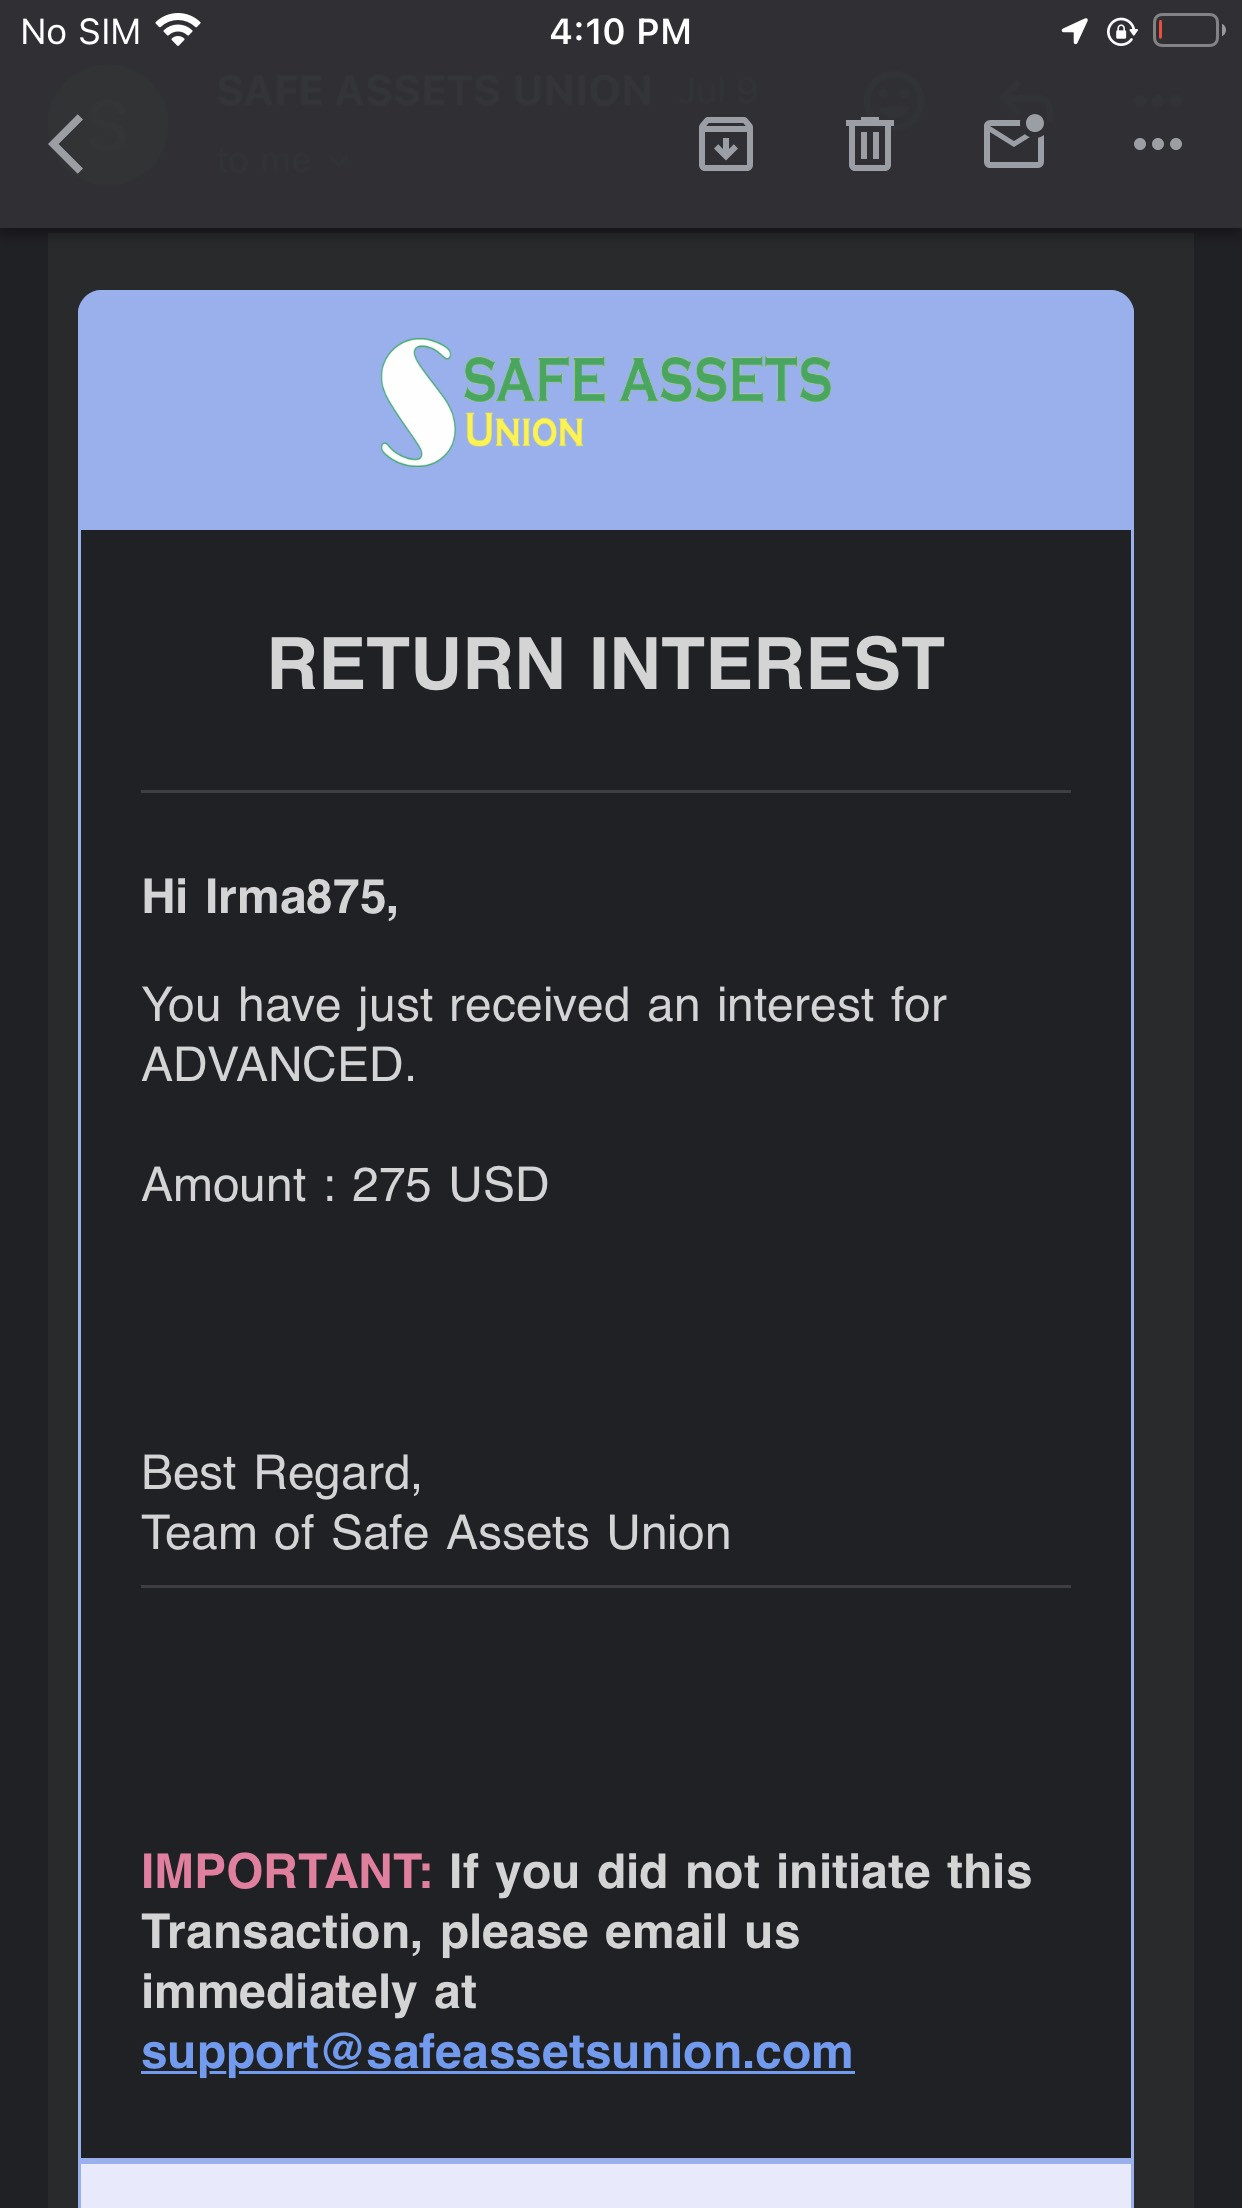 No SIM 4:10 PM
SAFE ASSETS UNION Jul 9
to me
S
SAFE ASSETS
UNION
RETURN INTEREST
Hi Irma875,
You have just received an interest for
ADVANCED.
Amount : 275 USD
Best Regard,
Team of Safe Assets Union
IMPORTANT: If you did not initiate this
Transaction, please email us
immediately at
support@safeassetsunion.com